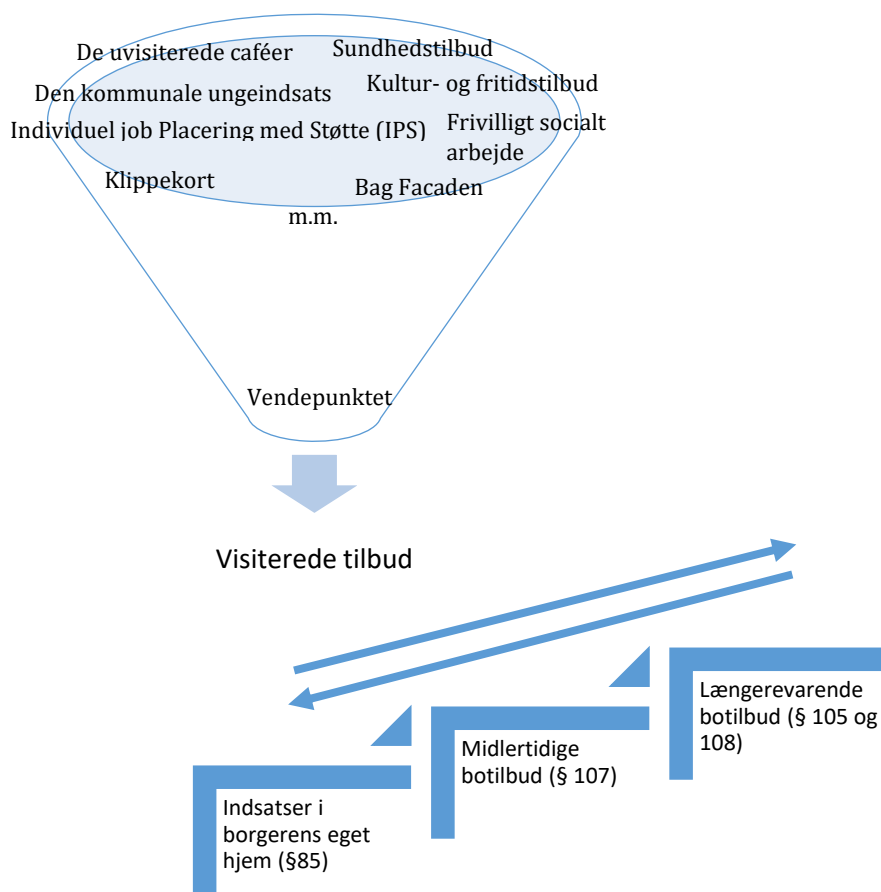 De uvisiterede caféer
Sundhedstilbud
Den kommunale ungeindsats
Kultur- og fritidstilbud
Individuel job Placering med Støtte (IPS)
Frivilligt socialt
arbejde
Klippekort
Bag Facaden
m.m.
Vendepunktet
Visiterede tilbud
Længerevarende
botilbud (§ 105 og
108)
Midlertidige
botilbud (§ 107)
Indsatser i
borgerens eget
hjem (§85)